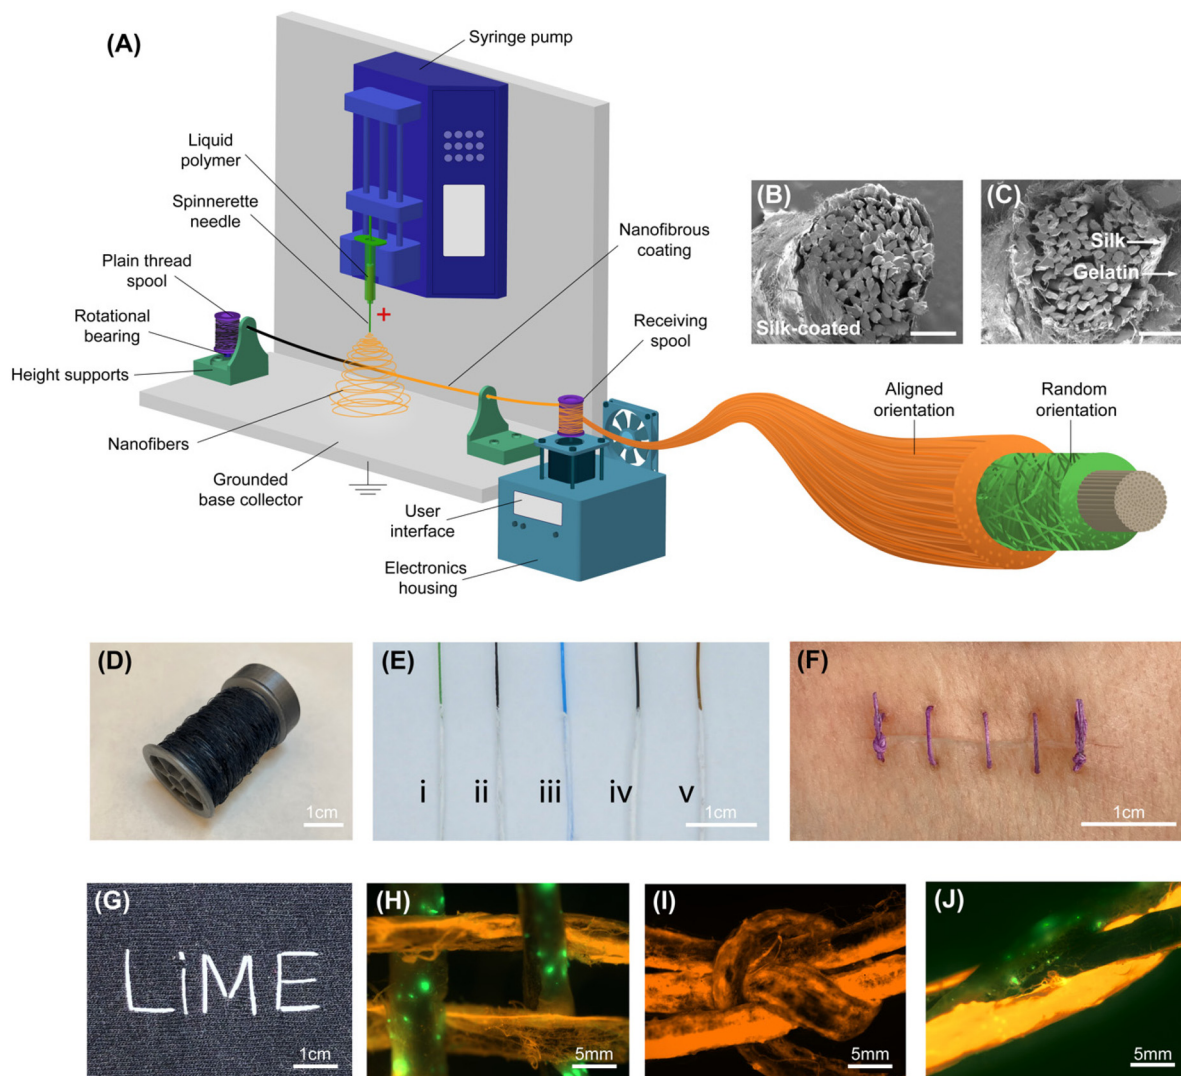 (A)
Syringe pump
Liquid
polymer
Spinnerette
needle
Nanofibrous
coating
Plain thread
spool
+
Rotational
bearing
Receiving
spool
Height supports
Nanofibers
Grounded
base collector
User
interface
Electronics
housing
Aligned
orientation
Random
orientation
(B)
Silk-coated
(C)
Silk
Gelatin
(D)
1cm
(E)
i ii iii iv v
1cm
(F)
1cm
(G)
LiME
1cm
(H)
5mm
(I)
5mm
(J)
5mm